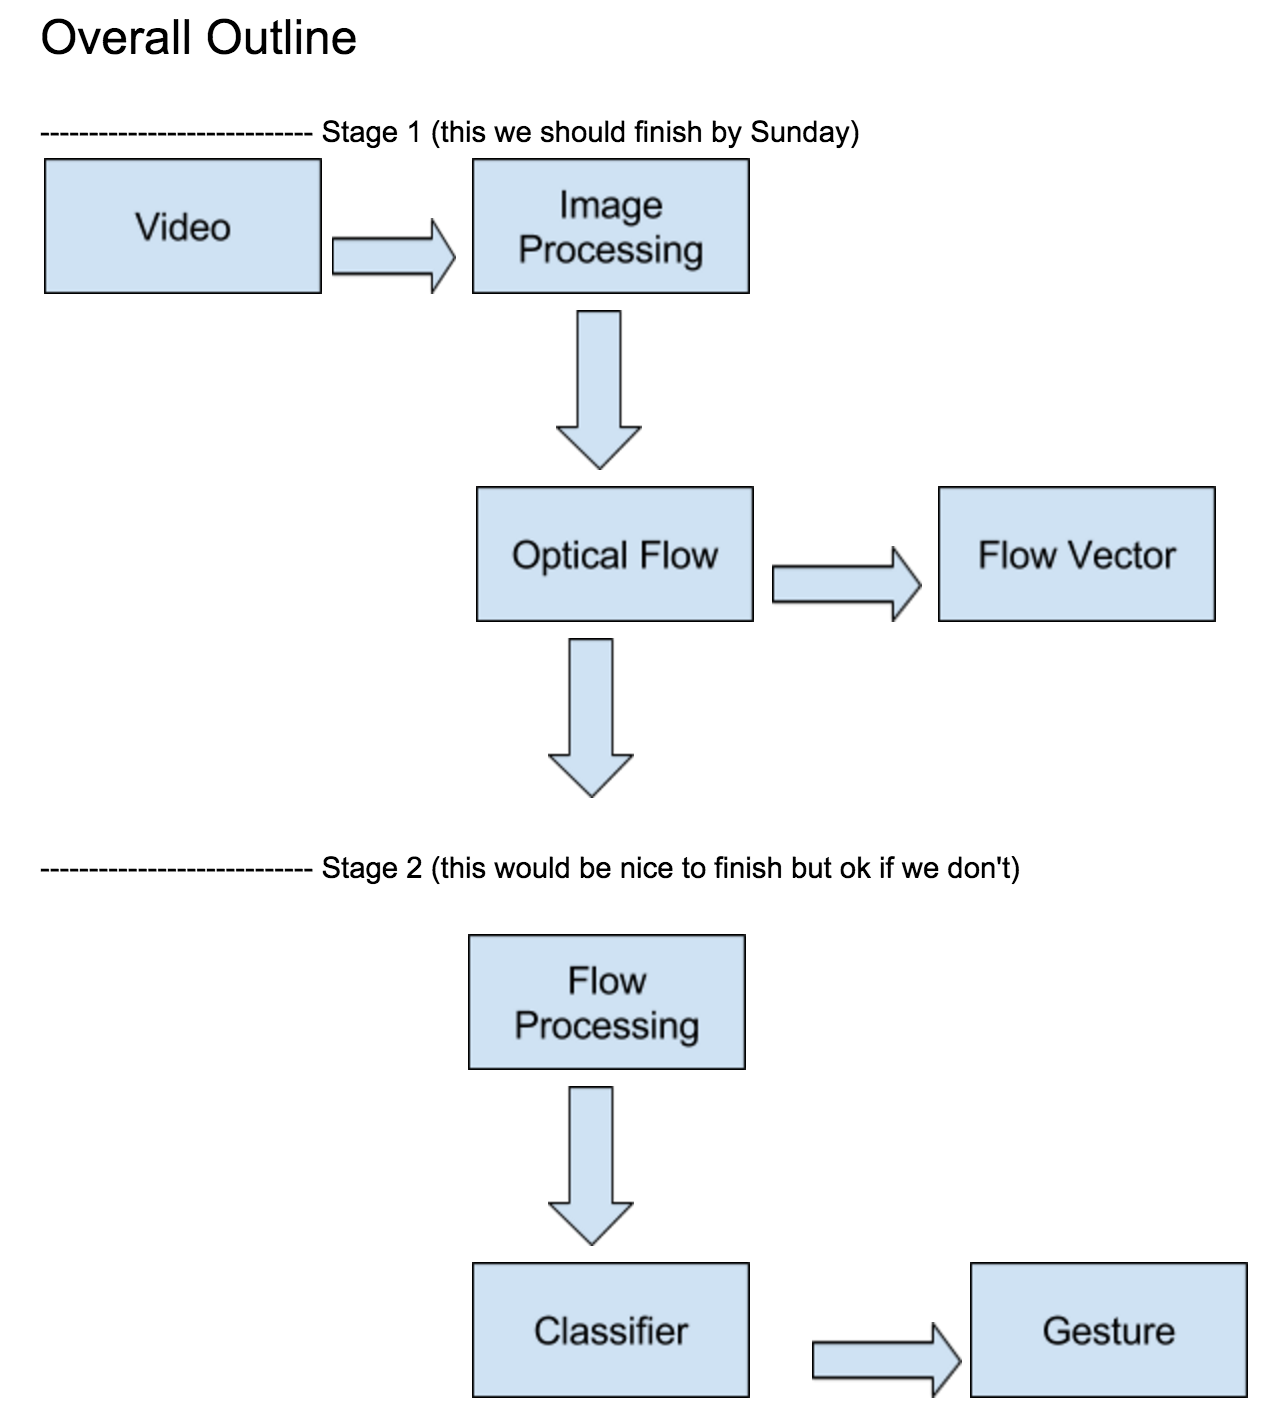 Overall Outline
---------------------------- Stage 1 (this we should finish by Sunday)
Video
Image
Processing
Optical Flow
Flow Vector
---------------------------- Stage 2 (this would be nice to finish but ok if we don't)
Flow
Processing
Classifier
Gesture